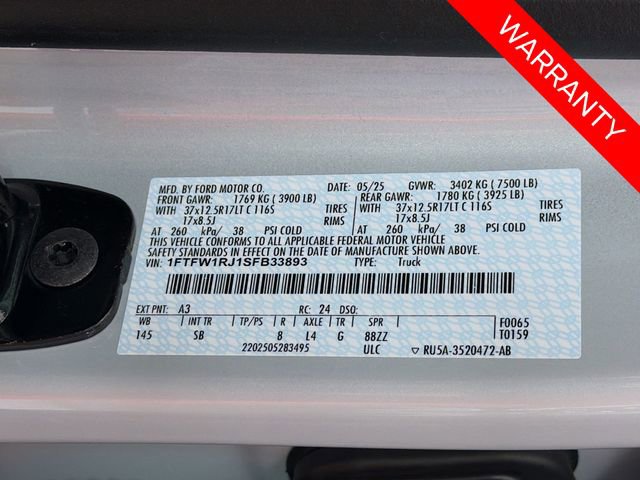 WARRANTY
MFD. BY FORD MOTOR CO. DATE: 05/25 GVWR: 3402 KG ( 7500 LB)
FRONT GAWR: 1769 KG ( 3900 LB) REAR GAWR: 1780 KG ( 3925 LB)
WITH 37x12.5R17LT C 116S TIRES WITH 37x12.5R17LT C 116S TIRES
17x8.5J RIMS 17x8.5J RIMS
AT 260 kPa/ 38 PSI COLD AT 260 kPa/ 38 PSI COLD
THIS VEHICLE CONFORMS TO ALL APPLICABLE FEDERAL MOTOR VEHICLE
SAFETY AND THEFT PREVENTION STANDARDS IN EFFECT ON THE DATE OF MANUFACTURE SHOWN ABOVE.
VIN: 1FTFW1RJ1SFB33893 TYPE: Truck
EXT PNT: A3 RC: 24 DSO: F0065
WB INT TR TP/PS R AXLE TR SPR T0159
145 SB 8 L4 G 88ZZ
2202505283495 ULC ▽ RU5A-3520472-AB